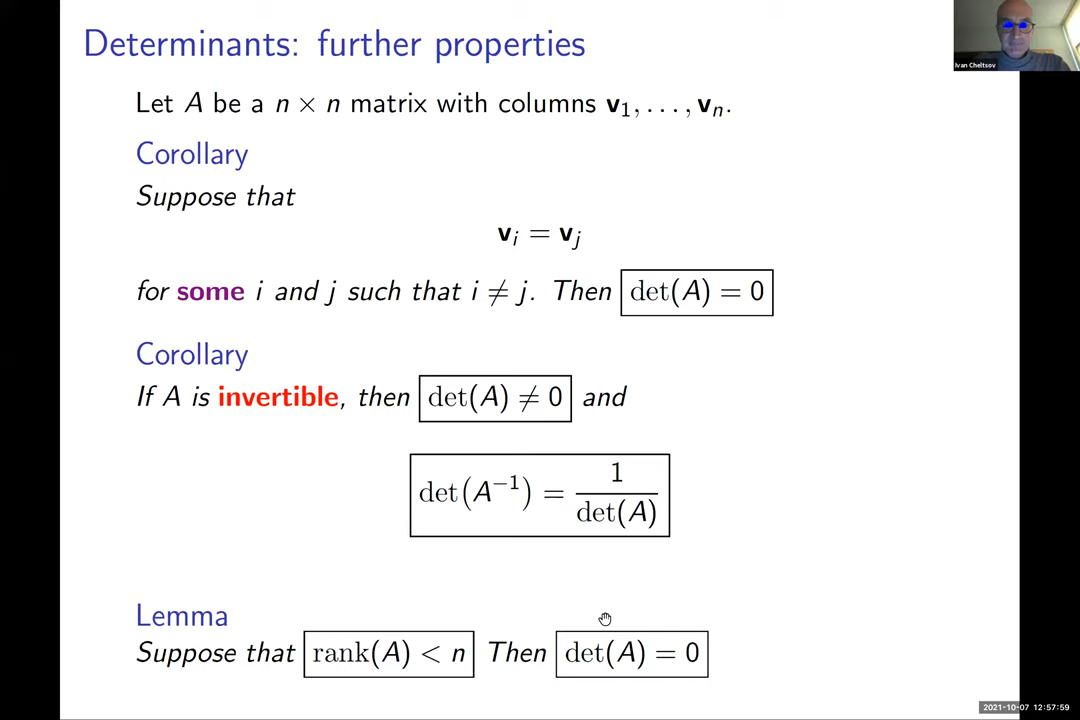 Determinants: further properties
Ivan Cheltsov
Let A be a n × n matrix with columns v₁, . . . , vₙ.
Corollary
Suppose that
vᵢ = vⱼ
for some i and j such that i ≠ j. Then det(A) = 0
Corollary
If A is invertible, then det(A) ≠ 0 and
det(A⁻¹) = 1/det(A)
Lemma
Suppose that rank(A) < n Then det(A) = 0
2021-10-07 12:57:59